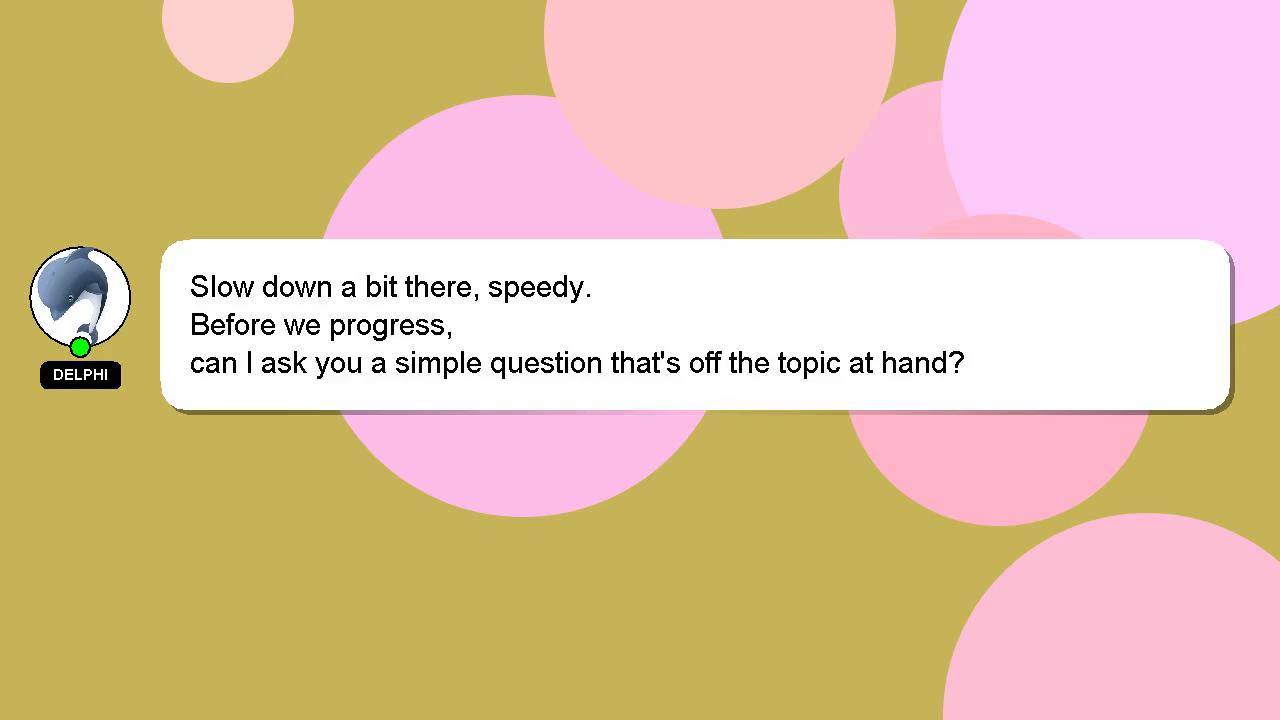 Slow down a bit there, speedy.
Before we progress,
can I ask you a simple question that's off the topic at hand?
DELPHI